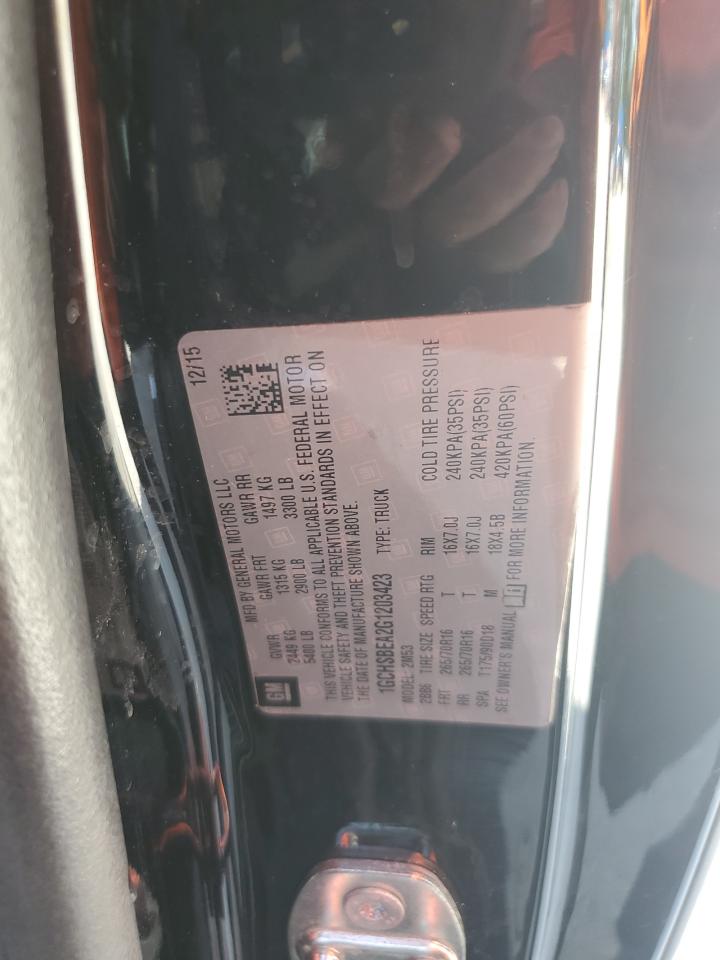 GM
MFD BY GENERAL MOTORS LLC 12/15
GVWR GAWR FRT GAWR RR
2449 KG 1315 KG 1497 KG
5400 LB 2900 LB 3300 LB
THIS VEHICLE CONFORMS TO ALL APPLICABLE U.S. FEDERAL MOTOR
VEHICLE SAFETY AND THEFT PREVENTION STANDARDS IN EFFECT ON
THE DATE OF MANUFACTURE SHOWN ABOVE.
1GCHSBEA2G1203423 TYPE: TRUCK
MODEL: 2M53
2BB6 TIRE SIZE SPEED RTG RIM COLD TIRE PRESSURE
FRT 265/70R16 T 16X7.0J 240KPA(35PSI)
RR 265/70R16 T 16X7.0J 240KPA(35PSI)
SPA T175/90D18 M 18X4.5B 420KPA(60PSI)
SEE OWNER'S MANUAL FOR MORE INFORMATION.